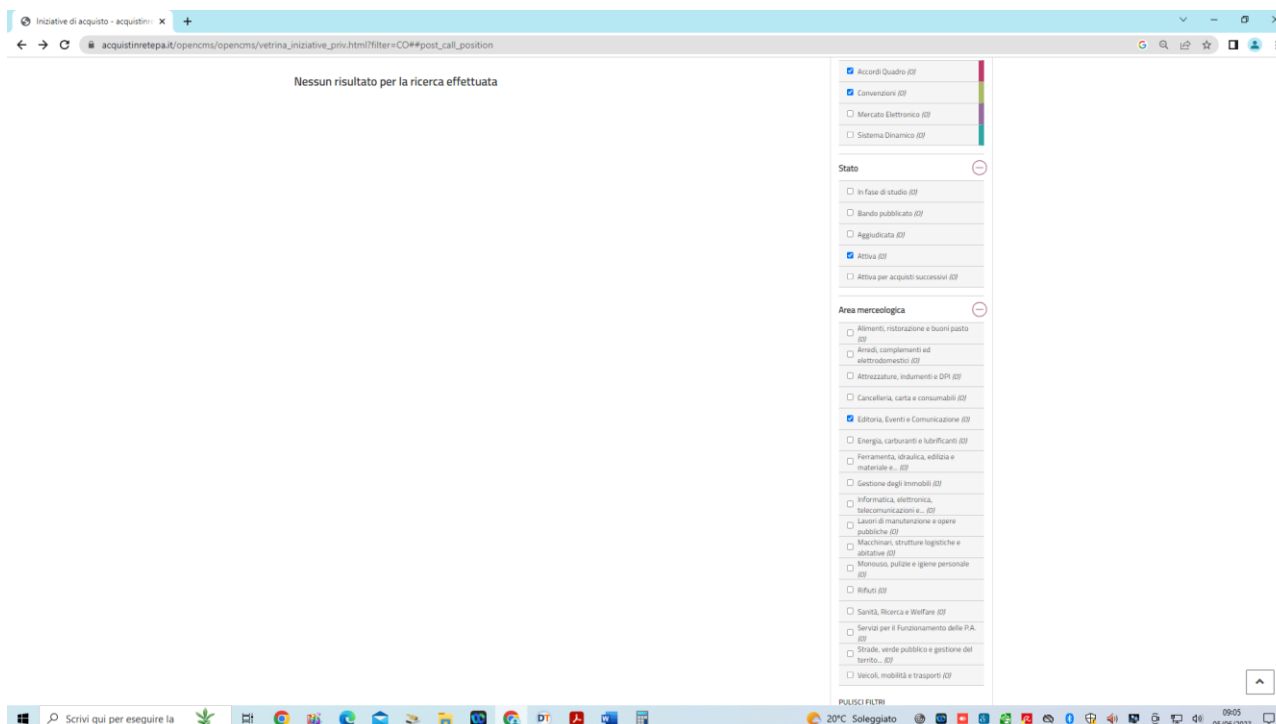 Iniziative di acquisto - acquistinre
acquistinretepa.it/opencms/opencms/vetrina_iniziative_priv.html?filter=CO##post_call_position
Nessun risultato per la ricerca effettuata
Accordi Quadro (0)
Convenzioni (0)
Mercato Elettronico (0)
Sistema Dinamico (0)
Stato
In fase di studio (0)
Bando pubblicato (0)
Aggiudicata (0)
Attiva (0)
Attiva per acquisti successivi (0)
Area merceologica
Alimenti, ristorazione e buoni pasto
(0)
Arredi, complementi ed
elettrodomestici (0)
Attrezzature, indumenti e DPI (0)
Cancelleria, carta e consumabili (0)
Editoria, Eventi e Comunicazione (0)
Energia, carburanti e lubrificanti (0)
Ferramenta, idraulica, edilizia e
materiale e... (0)
Gestione degli Immobili (0)
Informatica, elettronica,
telecomunicazioni e... (0)
Lavori di manutenzione e opere
pubbliche (0)
Macchinari, strutture logistiche e
abitative (0)
Monouso, pulizie e igiene personale
(0)
Rifiuti (0)
Sanità, Ricerca e Welfare (0)
Servizi per il Funzionamento delle P.A.
(0)
Strade, verde pubblico e gestione del
territo... (0)
Veicoli, mobilità e trasporti (0)
PULISCI FILTRI
Scrivi qui per eseguire la
DT
20°C Soleggiato
09:05